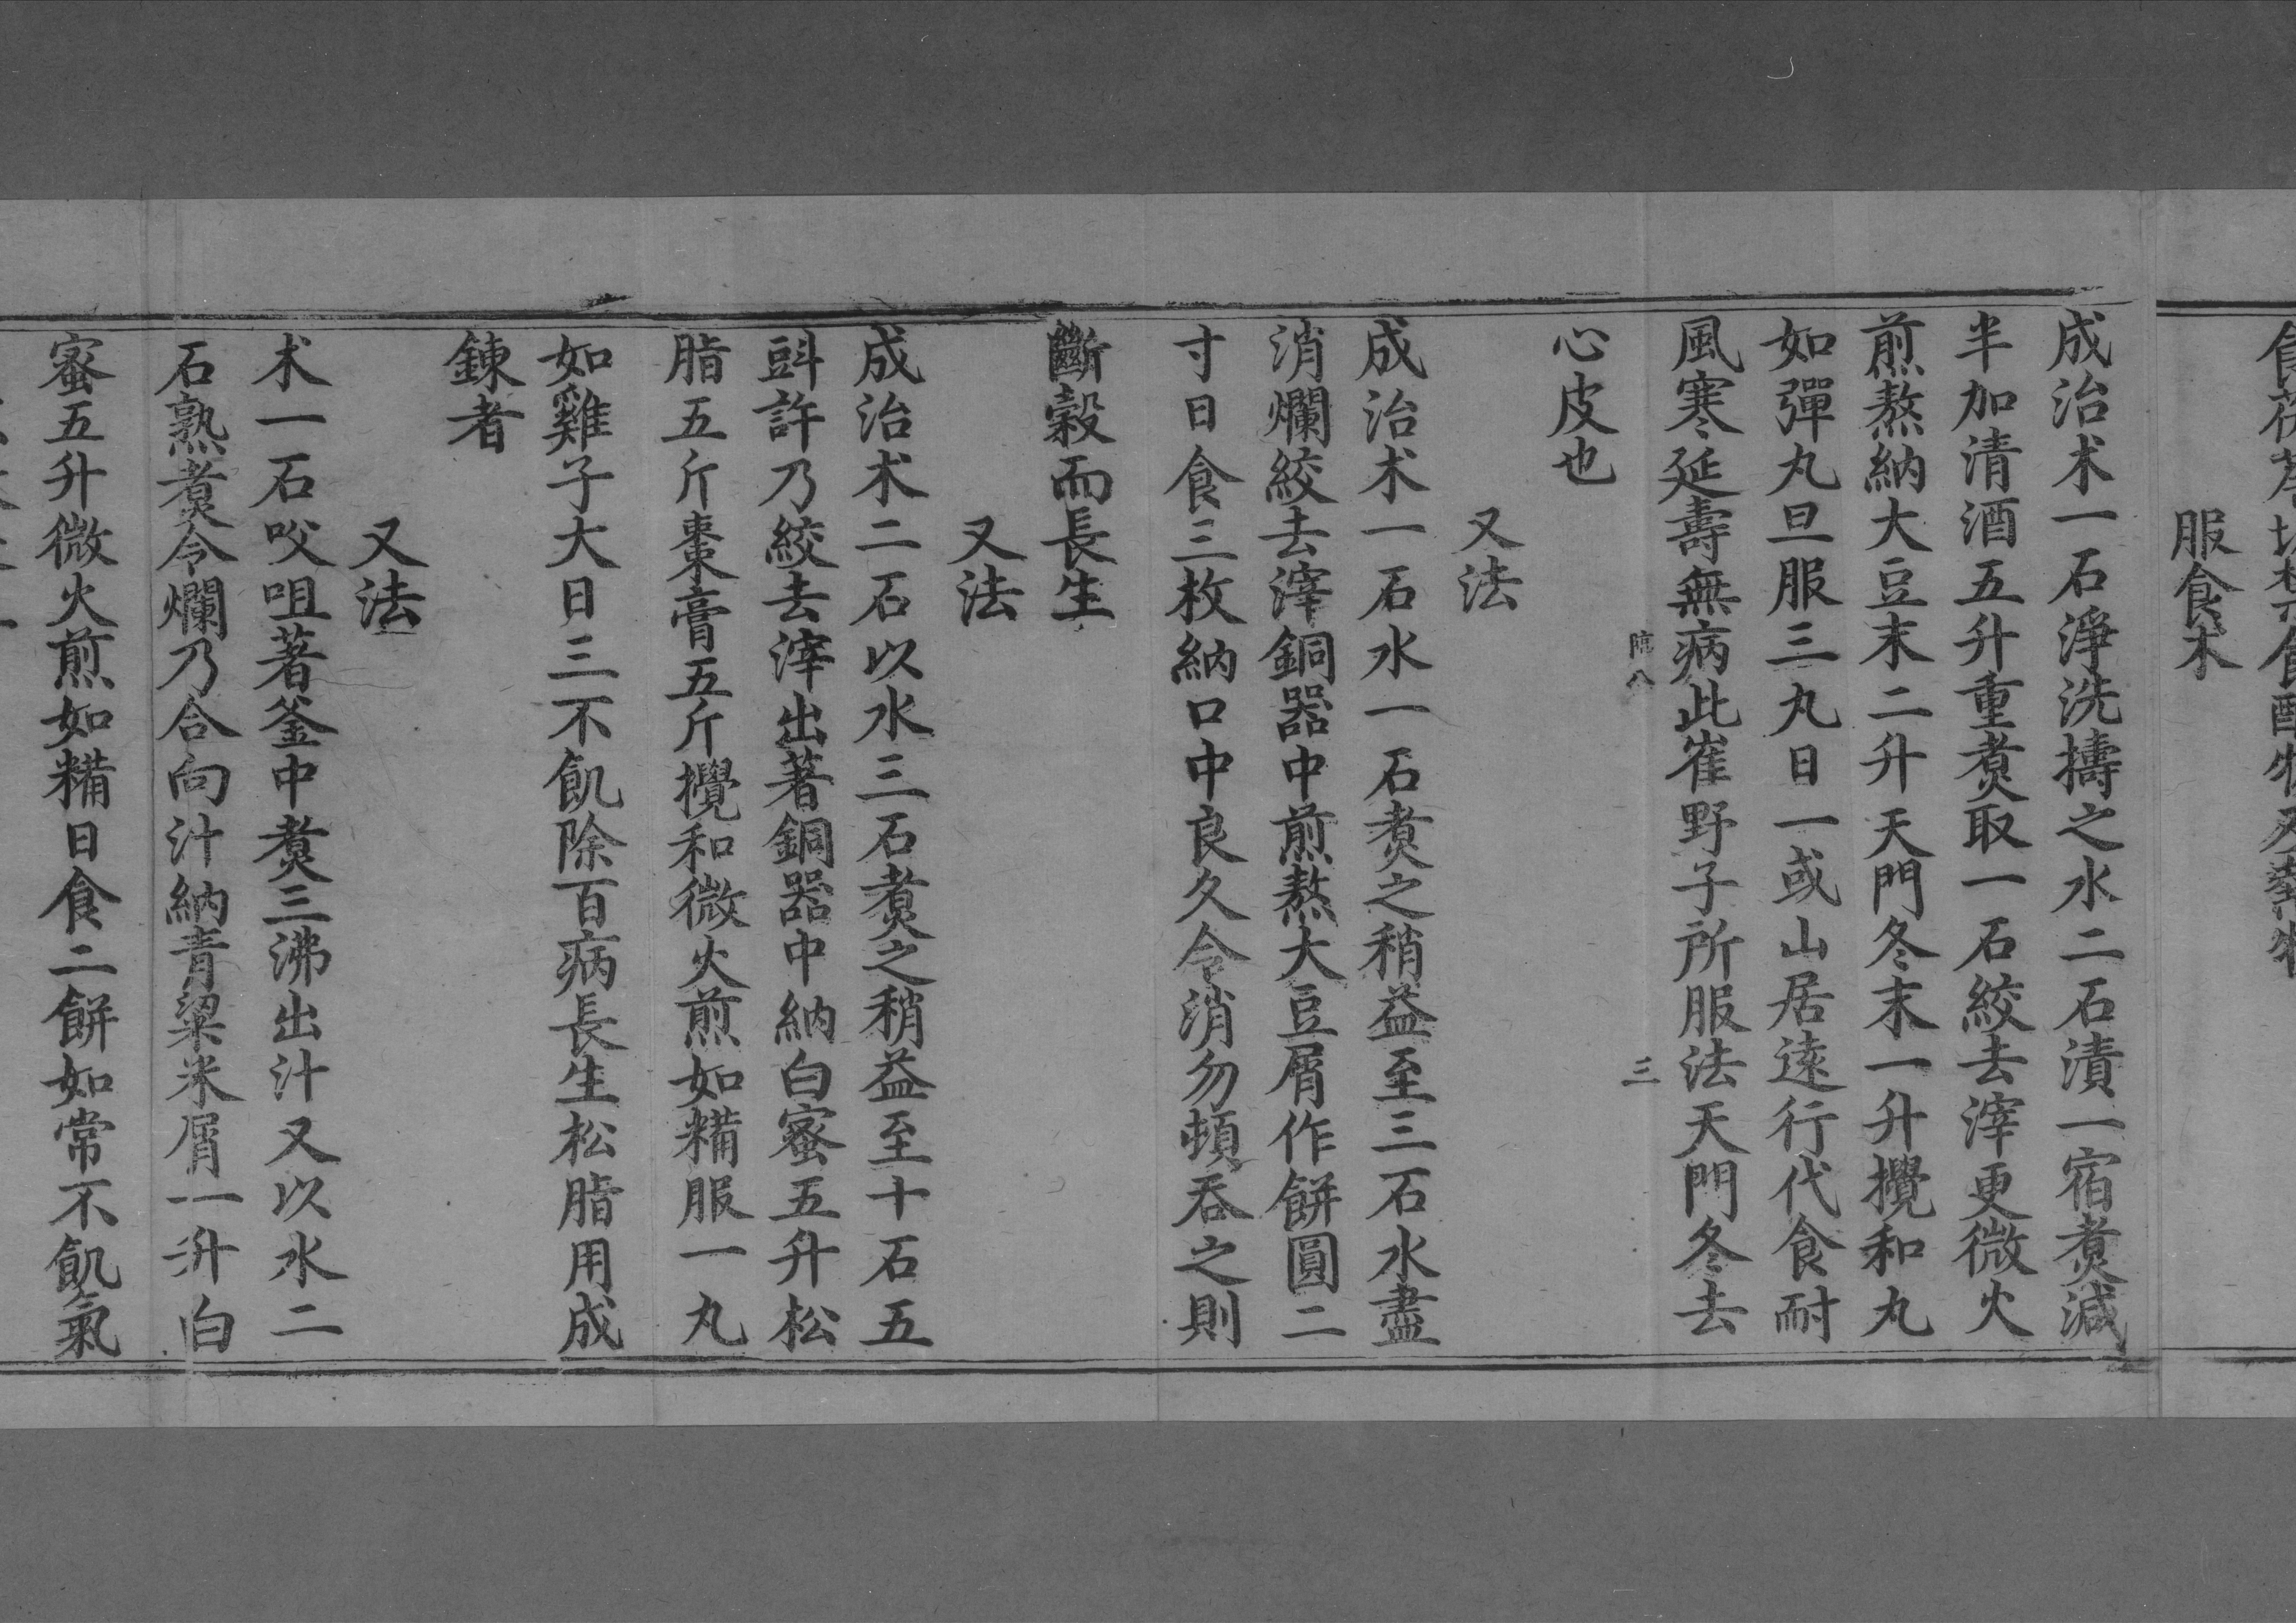 服食术
成治术一石淨洗擣之水二石漬一宿煑減
半加清酒五升重煑取一石絞去滓更微火
煎熬納大豆末二升天門冬末一升攪和丸
如彈丸旦服三丸日一或山居遠行代食耐
風寒延壽無病此崔野子所服法天門冬去
三
心皮也
又法
成治术一石水一石煑之稍益至三石水盡
消爛絞去滓銅器中煎熬大豆屑作餅圓二
寸日食三枚納口中良久令消勿頓吞之則
斷穀而長生
又法
成治术二石以水三石煑之稍益至十石五
㪷許乃絞去滓出著銅器中納白蜜五升松
脂五斤棗膏五斤攪和微火煎如糒服一丸
如雞子大日三不飢除百病長生松脂用成
鍊者
又法
术一石㕮咀著釜中煑三沸出汁又以水二
石熟煑令爛乃合向汁納青粱米屑一升白
蜜五升微火煎如糒日食二餅如常不飢氣